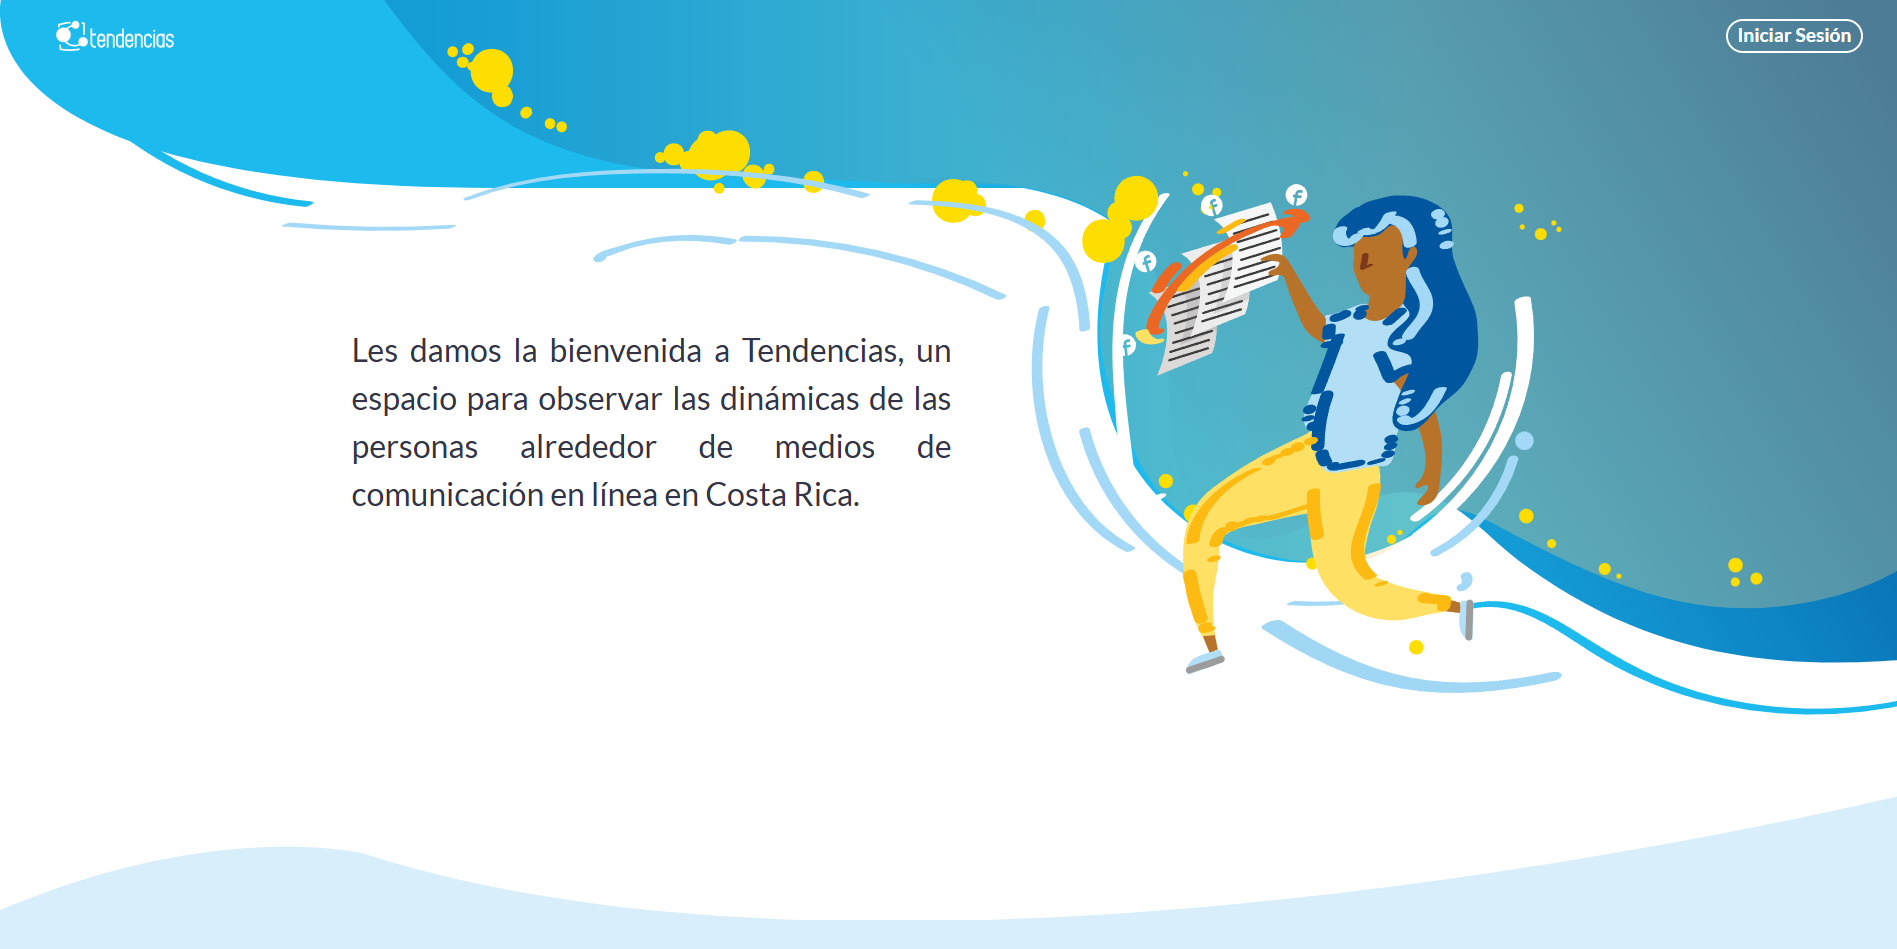 tendencias
Iniciar Sesión
Les damos la bienvenida a Tendencias, un
espacio para observar las dinámicas de las
personas alrededor de medios de
comunicación en línea en Costa Rica.